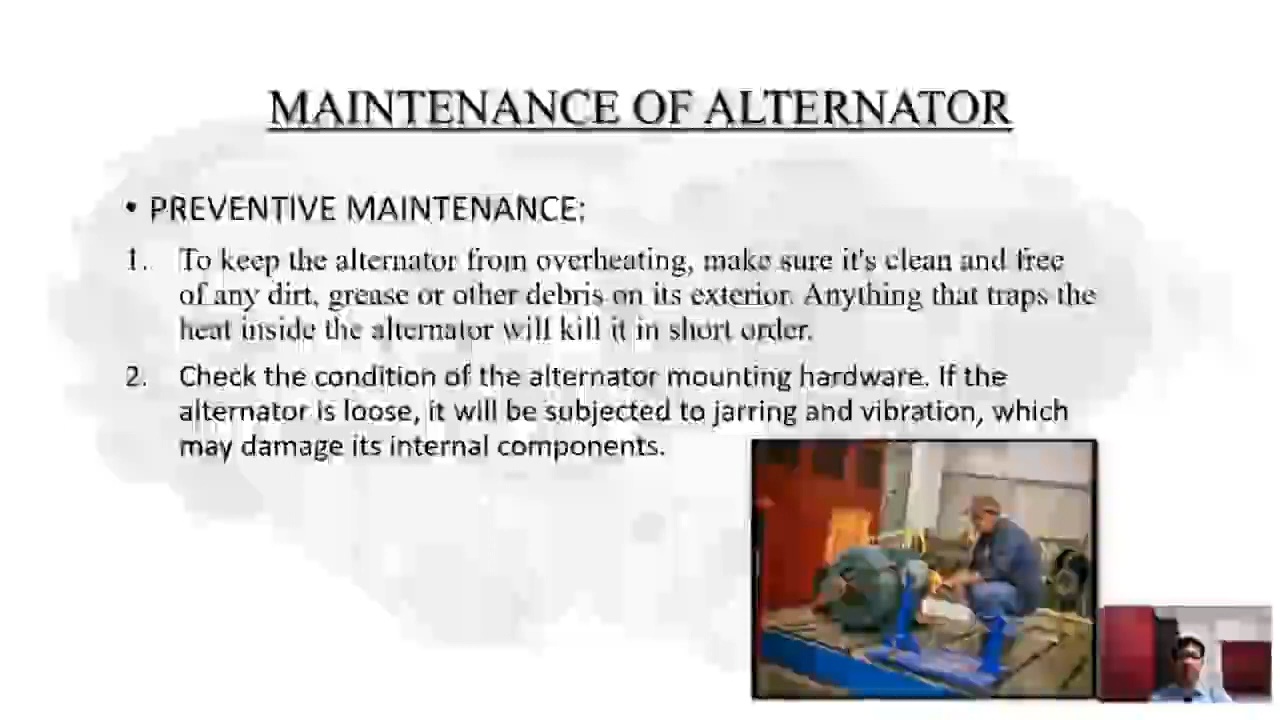 MAINTENANCE OF ALTERNATOR
• PREVENTIVE MAINTENANCE:
1. To keep the alternator from overheating, make sure it's clean and free
of any dirt, grease or other debris on its exterior. Anything that traps the
heat inside the alternator will kill it in short order.
2. Check the condition of the alternator mounting hardware. If the
alternator is loose, it will be subjected to jarring and vibration, which
may damage its internal components.